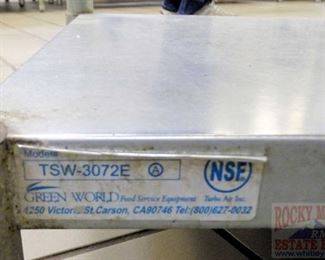 Model#
TSW-3072E A NSF
GREEN WORLD Food Service Equipment Turbo Air Inc.
1250 Victoria St.Carson, CA90746 Tel:(800)627-0032
ROCKY M
ESTATE